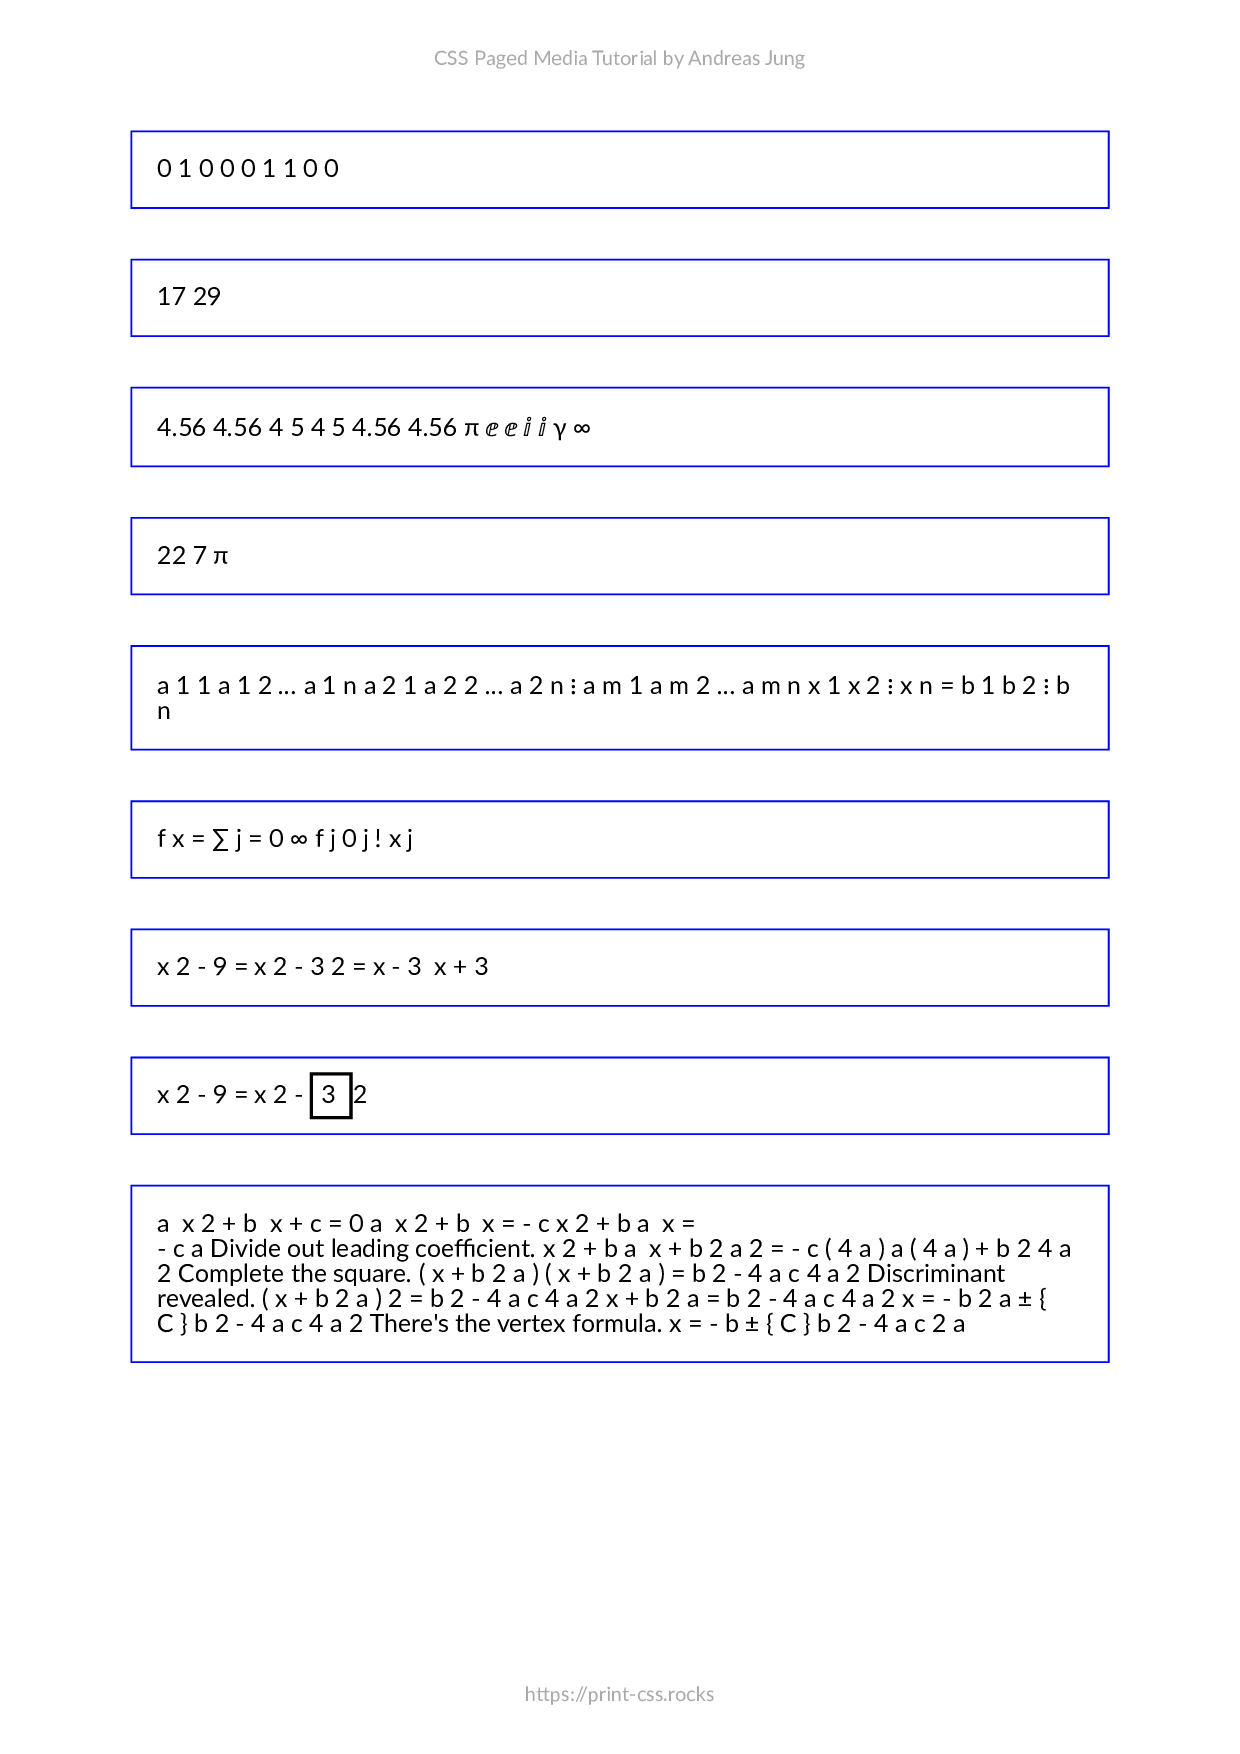 CSS Paged Media Tutorial by Andreas Jung
0 1 0 0 0 1 1 0 0
17 29
4.56 4.56 4 5 4 5 4.56 4.56 π ⅇ ⅇ ⅈ ⅈ γ ∞
22 7 π
a 1 1 a 1 2 … a 1 n a 2 1 a 2 2 … a 2 n ⋮ a m 1 a m 2 … a m n x 1 x 2 ⋮ x n = b 1 b 2 ⋮ b
n
f x = ∑ j = 0 ∞ f j 0 j ! x j
x 2 - 9 = x 2 - 3 2 = x - 3 x + 3
x 2 - 9 = x 2 - 3 2
a x 2 + b x + c = 0 a x 2 + b x = - c x 2 + b a x =
- c a Divide out leading coefficient. x 2 + b a x + b 2 a 2 = - c ( 4 a ) a ( 4 a ) + b 2 4 a
2 Complete the square. ( x + b 2 a ) ( x + b 2 a ) = b 2 - 4 a c 4 a 2 Discriminant
revealed. ( x + b 2 a ) 2 = b 2 - 4 a c 4 a 2 x + b 2 a = b 2 - 4 a c 4 a 2 x = - b 2 a ± {
C } b 2 - 4 a c 4 a 2 There's the vertex formula. x = - b ± { C } b 2 - 4 a c 2 a
https://print-css.rocks